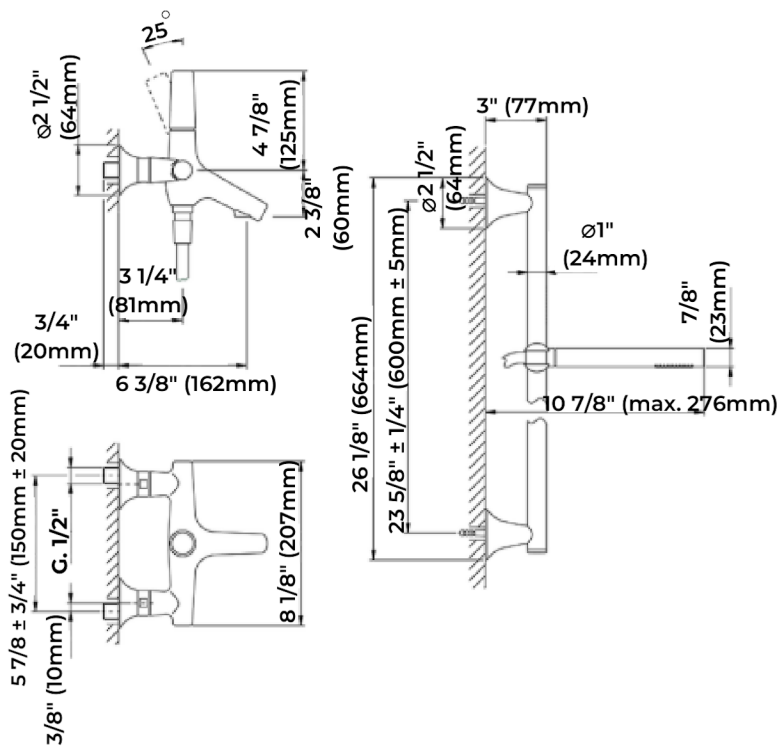 25°
⌀2 1/2"
(64mm)
4 7/8"
(125mm)
2 3/8"
(60mm)
3 1/4"
(81mm)
3/4"
(20mm)
6 3/8" (162mm)
3" (77mm)
⌀2 1/2"
(64mm)
⌀1"
(24mm)
7/8"
(23mm)
10 7/8" (max. 276mm)
26 1/8" (664mm)
23 5/8" ± 1/4" (600mm ± 5mm)
5 7/8 ± 3/4" (150mm ± 20mm)
G. 1/2"
3/8" (10mm)
8 1/8" (207mm)